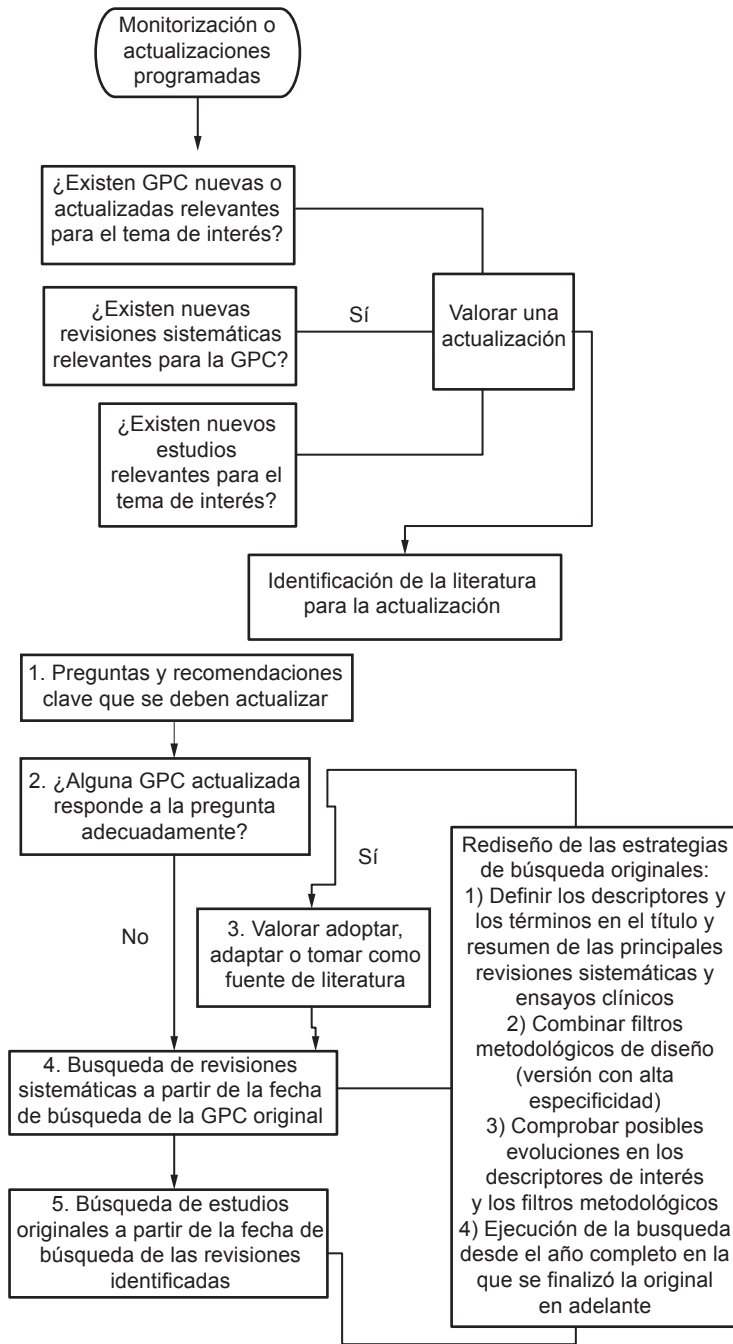 Monitorización o
actualizaciones
programadas
¿Existen GPC nuevas o
actualizadas relevantes
para el tema de interés?
¿Existen nuevas
revisiones sistemáticas
relevantes para la GPC?
Sí
Valorar una
actualización
¿Existen nuevos
estudios
relevantes para el
tema de interés?
Identificación de la literatura
para la actualización
1. Preguntas y recomendaciones
clave que se deben actualizar
2. ¿Alguna GPC actualizada
responde a la pregunta
adecuadamente?
Sí
No
3. Valorar adoptar,
adaptar o tomar como
fuente de literatura
4. Busqueda de revisiones
sistemáticas a partir de la fecha
de búsqueda de la GPC original
5. Búsqueda de estudios
originales a partir de la fecha de
búsqueda de las revisiones
identificadas
Rediseño de las estrategias
de búsqueda originales:
1) Definir los descriptores y
los términos en el título y
resumen de las principales
revisiones sistemáticas y
ensayos clínicos
2) Combinar filtros
metodológicos de diseño
(versión con alta
especificidad)
3) Comprobar posibles
evoluciones en los
descriptores de interés
y los filtros metodológicos
4) Ejecución de la busqueda
desde el año completo en la
que se finalizó la original
en adelante